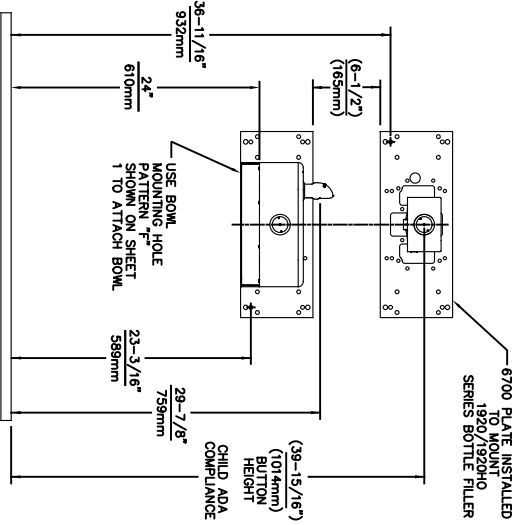 6700 PLATE INSTALLED
TO MOUNT
1920/1920HO
SERIES BOTTLE FILLER
36-11/16"
932mm
24"
610mm
(6-1/2")
(165mm)
USE BOWL
MOUNTING HOLE
PATTERN "F"
SHOWN ON SHEET
1 TO ATTACH BOWL
23-3/16"
589mm
29-7/8"
759mm
(39-15/16")
(1014mm)
BUTTON
HEIGHT
CHILD ADA
COMPLIANCE